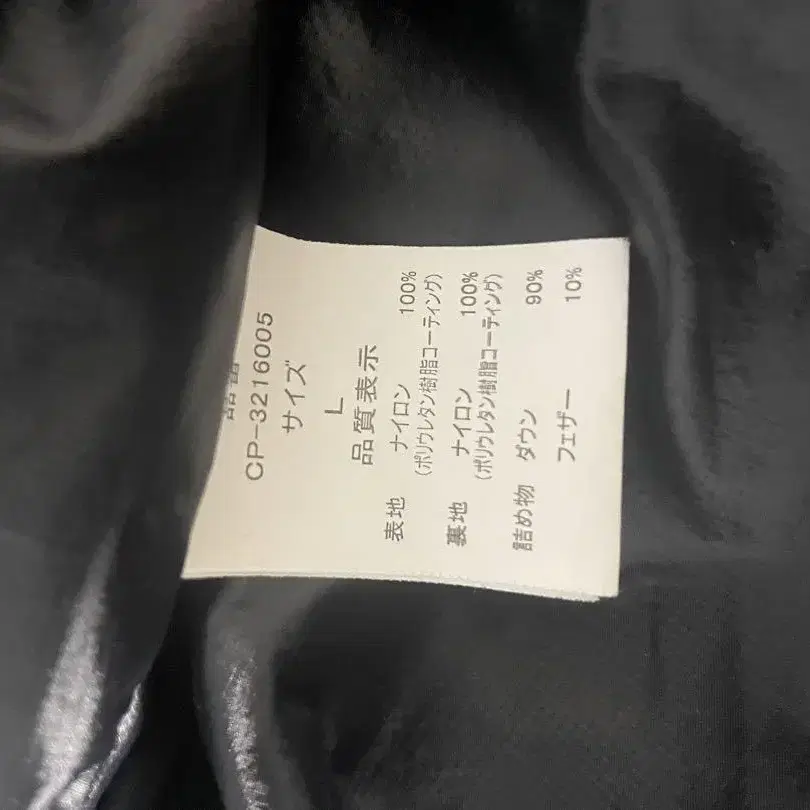 品番
CP-3216005
サイズ
L
品質表示
表地 ナイロン 100%
(ポリウレタン樹脂コーティング)
裏地 ナイロン 100%
(ポリウレタン樹脂コーティング)
詰め物 ダウン 90%
フェザー 10%